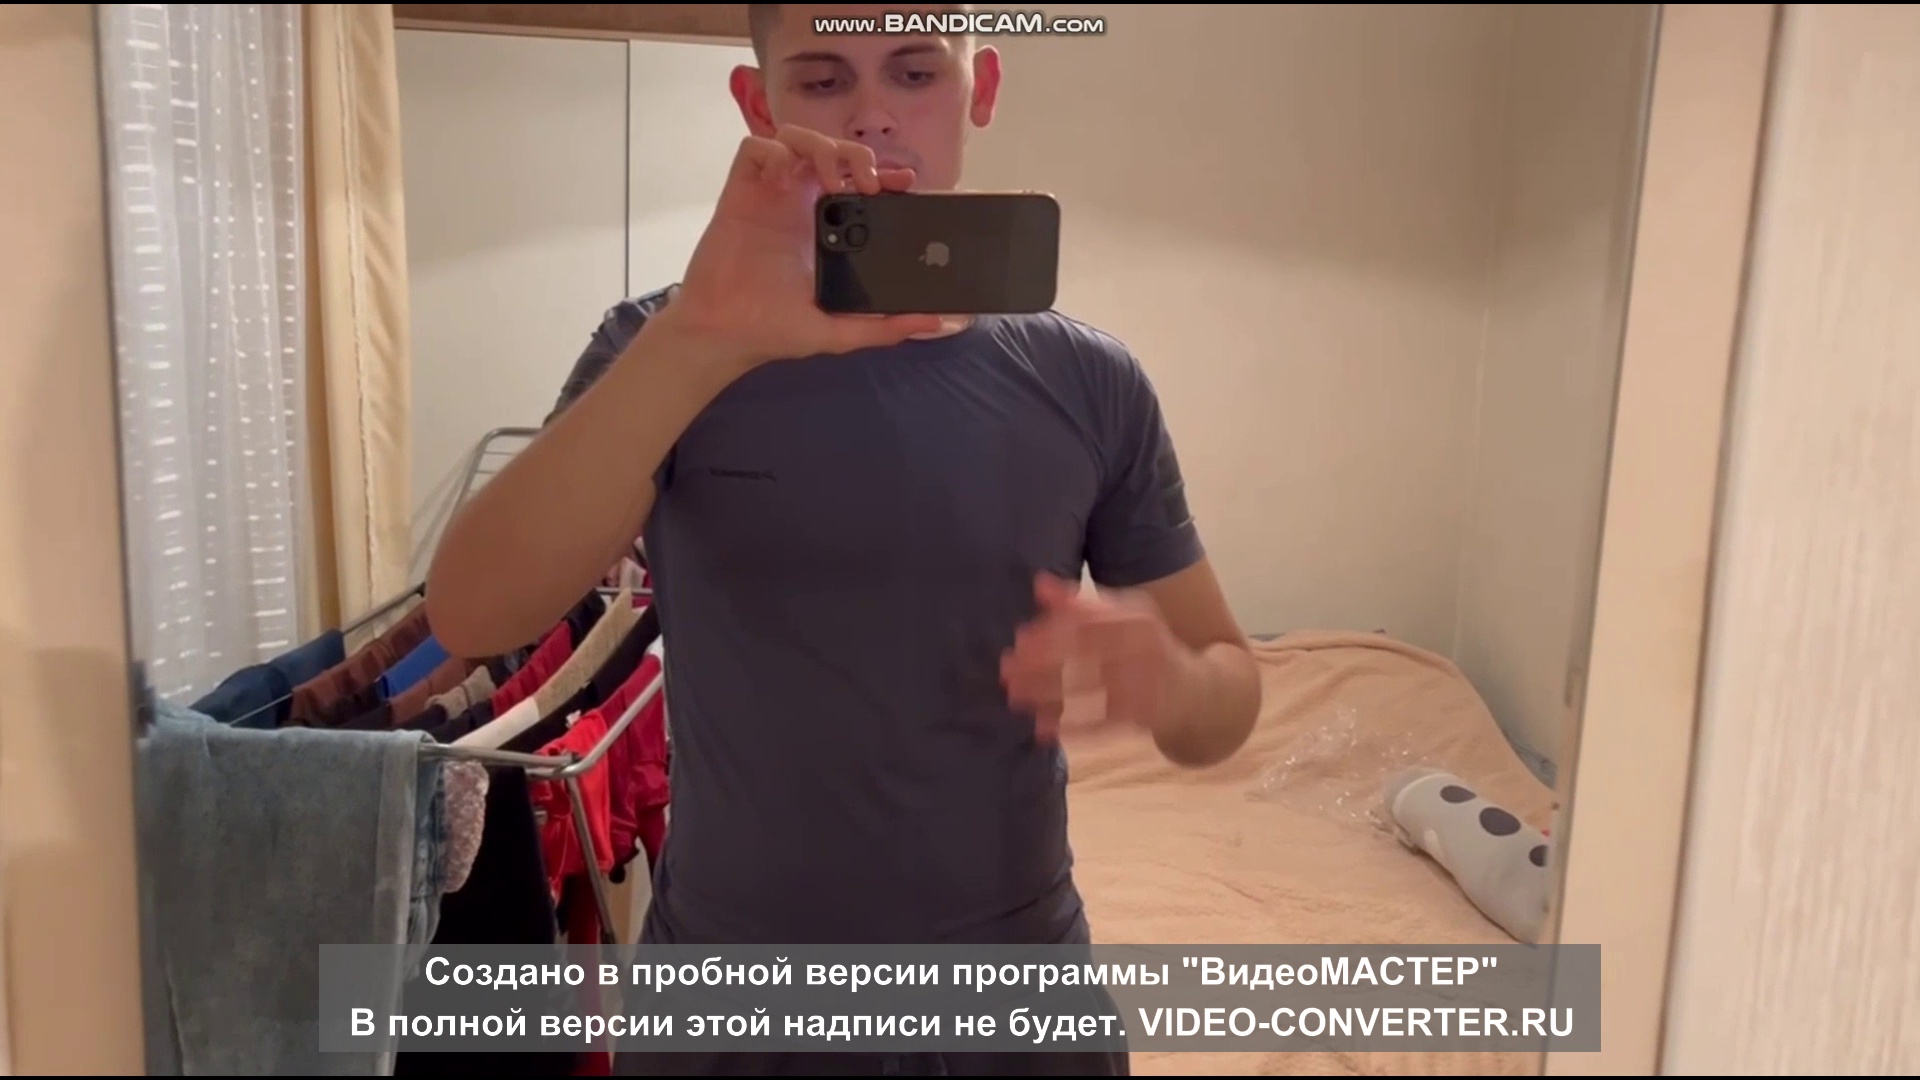 www.BANDICAM.com
Создано в пробной версии программы "ВидеоМАСТЕР"
В полной версии этой надписи не будет. VIDEO-CONVERTER.RU